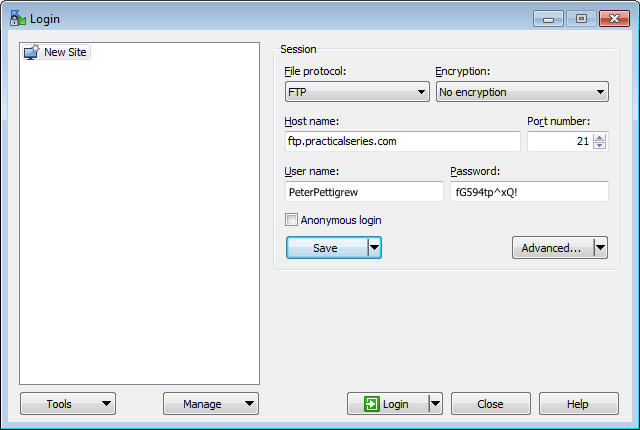 Login
New Site
Session
File protocol:
Encryption:
FTP
No encryption
Host name:
Port number:
ftp.practicalseries.com
21
User name:
Password:
PeterPettigrew
fG594tp^xQ!
Anonymous login
Save
Advanced...
Tools
Manage
Login
Close
Help